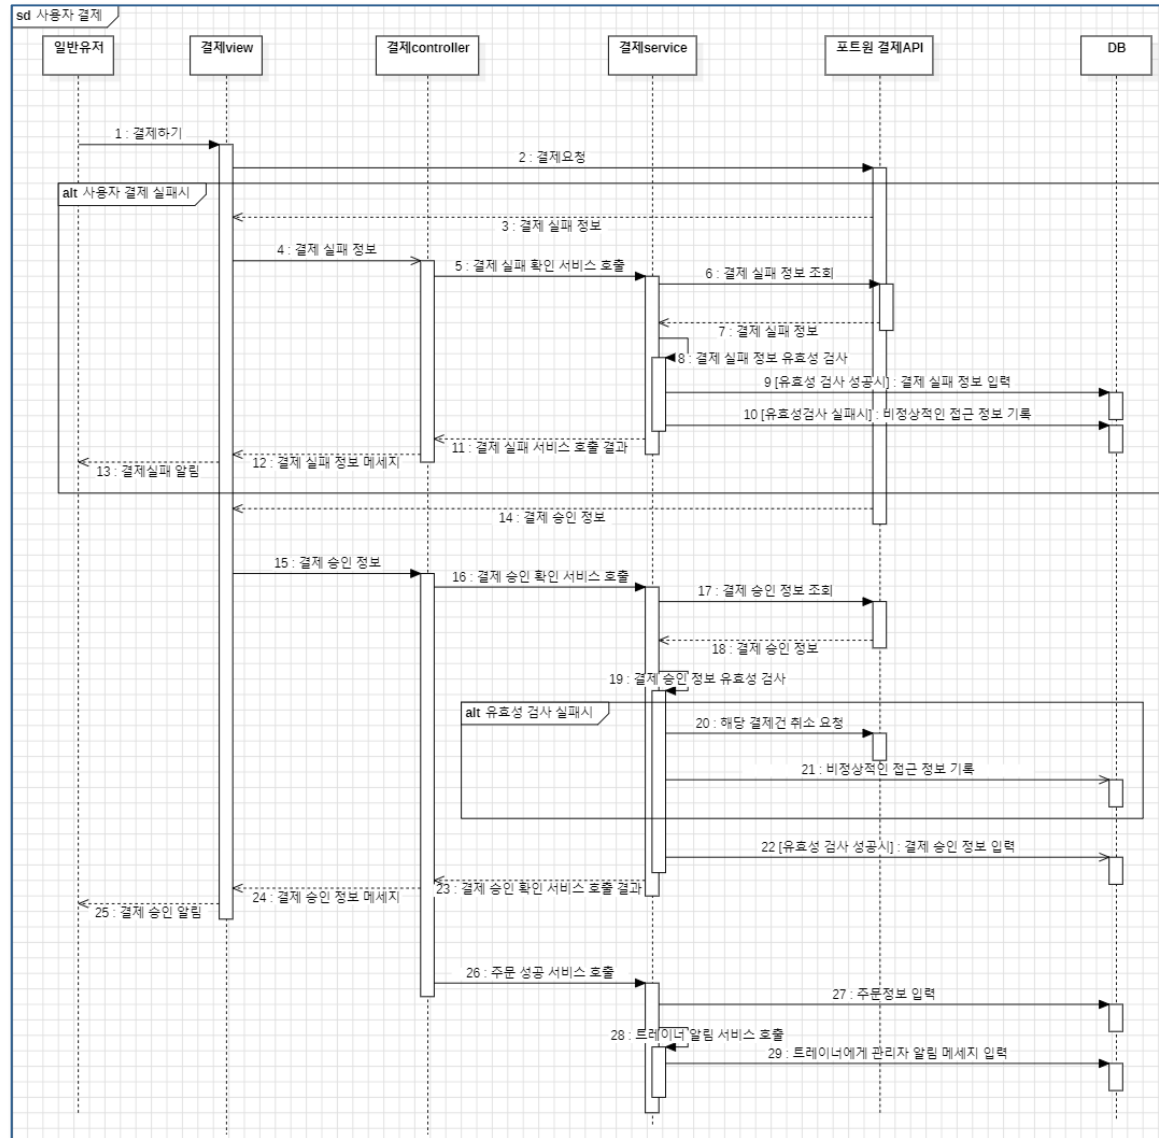 sd 사용자 결제
일반유저
결제view
결제controller
결제service
포트원 결제API
DB
1 : 결제하기
2 : 결제요청
alt 사용자 결제 실패시
3 : 결제 실패 정보
4 : 결제 실패 정보
5 : 결제 실패 확인 서비스 호출
6 : 결제 실패 정보 조회
7 : 결제 실패 정보
8 : 결제 실패 정보 유효성 검사
9 [유효성 검사 성공시] : 결제 실패 정보 입력
10 [유효성검사 실패시] : 비정상적인 접근 정보 기록
11 : 결제 실패 서비스 호출 결과
12 : 결제 실패 정보 메세지
13 : 결제실패 알림
14 : 결제 승인 정보
15 : 결제 승인 정보
16 : 결제 승인 확인 서비스 호출
17 : 결제 승인 정보 조회
18 : 결제 승인 정보
19 : 결제 승인 정보 유효성 검사
alt 유효성 검사 실패시
20 : 해당 결제건 취소 요청
21 : 비정상적인 접근 정보 기록
22 [유효성 검사 성공시] : 결제 승인 정보 입력
23 : 결제 승인 확인 서비스 호출 결과
24 : 결제 승인 정보 메세지
25 : 결제 승인 알림
26 : 주문 성공 서비스 호출
27 : 주문정보 입력
28 : 트레이너 알림 서비스 호출
29 : 트레이너에게 관리자 알림 메세지 입력